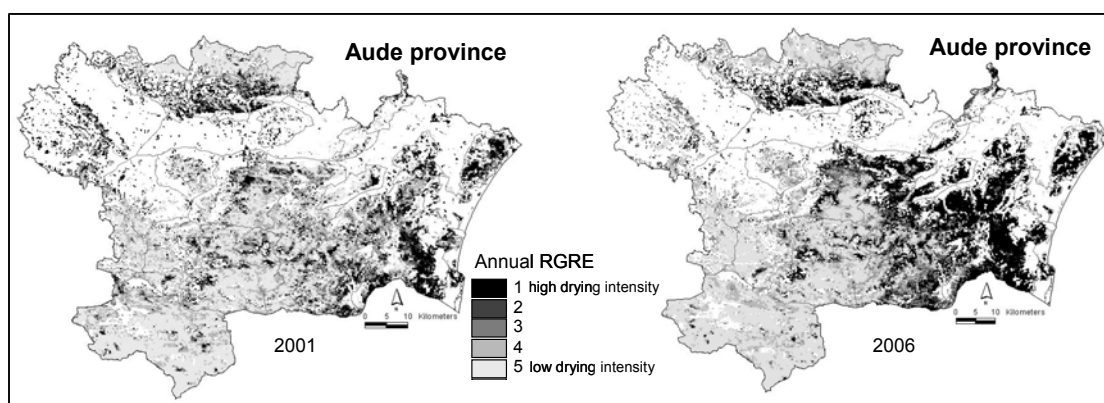 Aude province
Annual RGRE
1 high drying intensity
2
3
4
5 low drying intensity
0 5 10 Kilometers
2001
Aude province
0 5 10 Kilometers
2006